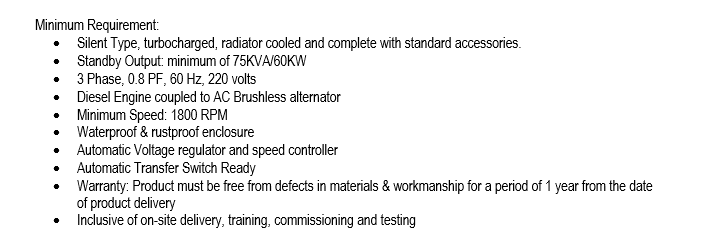 Minimum Requirement:
• Silent Type, turbocharged, radiator cooled and complete with standard accessories.
• Standby Output: minimum of 75KVA/60KW
• 3 Phase, 0.8 PF, 60 Hz, 220 volts
• Diesel Engine coupled to AC Brushless alternator
• Minimum Speed: 1800 RPM
• Waterproof & rustproof enclosure
• Automatic Voltage regulator and speed controller
• Automatic Transfer Switch Ready
• Warranty: Product must be free from defects in materials & workmanship for a period of 1 year from the date
of product delivery
• Inclusive of on-site delivery, training, commissioning and testing